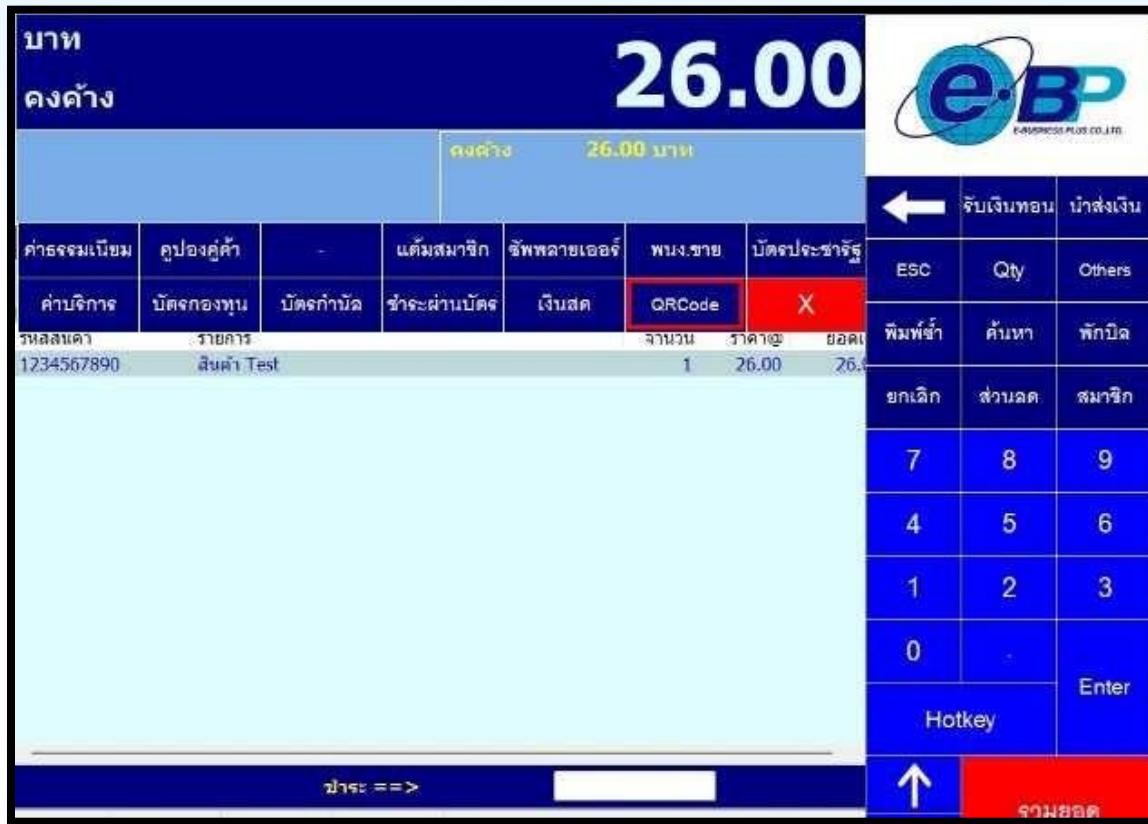 บาท
26.00
คงค้าง
e-BP
E-BUSINESS PLUS CO.,LTD.
คงค้าง 26.00 บาท
รับเงินทอน นำส่งเงิน
ค่าธรรมเนียม คูปองคู่ค้า - แต้มสมาชิก ซัพพลายเออร์ พนง.ขาย บัตรประชารัฐ
ESC Qty Others
ค่าบริการ บัตรกองทุน บัตรกำนัล ชำระผ่านบัตร เงินสด QRCode X
พิมพ์ซ้ำ ค้นหา พักบิล
รหัสสินค้า รายการ จำนวน ราคา@
1234567890 สินค้า Test 1 26.00 26.
ยกเลิก ส่วนลด สมาชิก
7 8 9
4 5 6
1 2 3
0 .
Enter
Hotkey
ชำระ ==>
รวมยอด